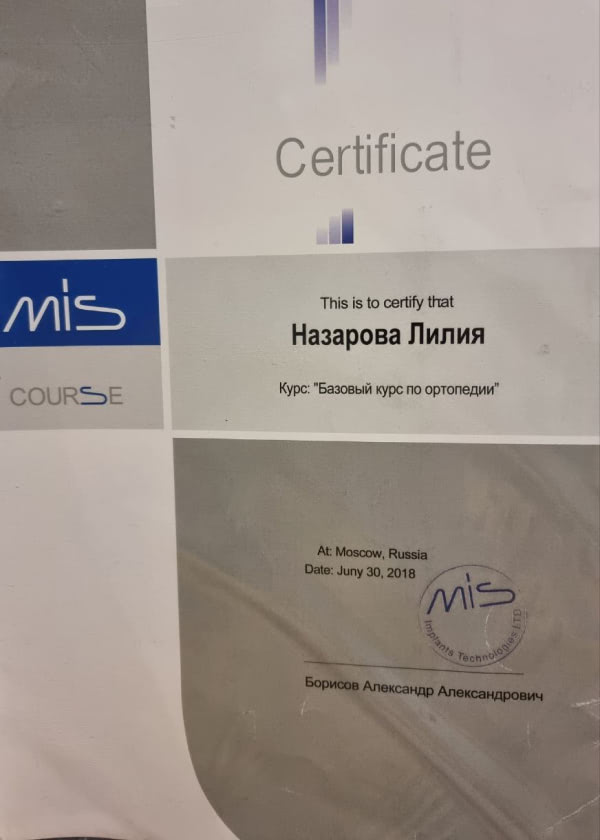 Certificate
mis
COURSE
This is to certify that
Назарова Лилия
Курс: "Базовый курс по ортопедии"
At: Moscow, Russia
Date: Juny 30, 2018
mis
Implants Technologies LTD
Борисов Александр Александрович